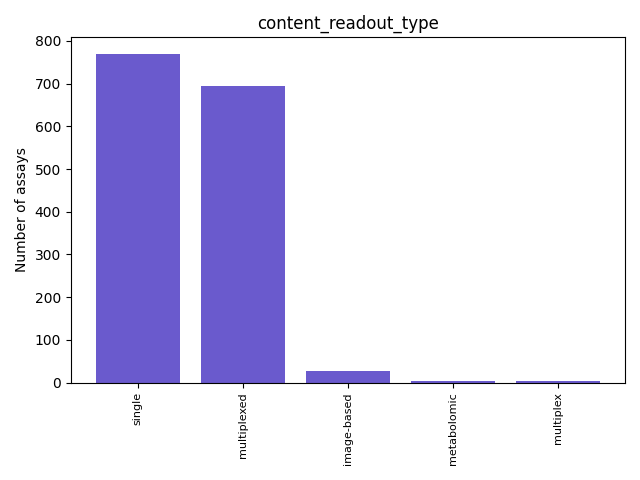 content_readout_type
Number of assays
800
700
600
500
400
300
200
100
0
single
multiplexed
image-based
metabolomic
multiplex